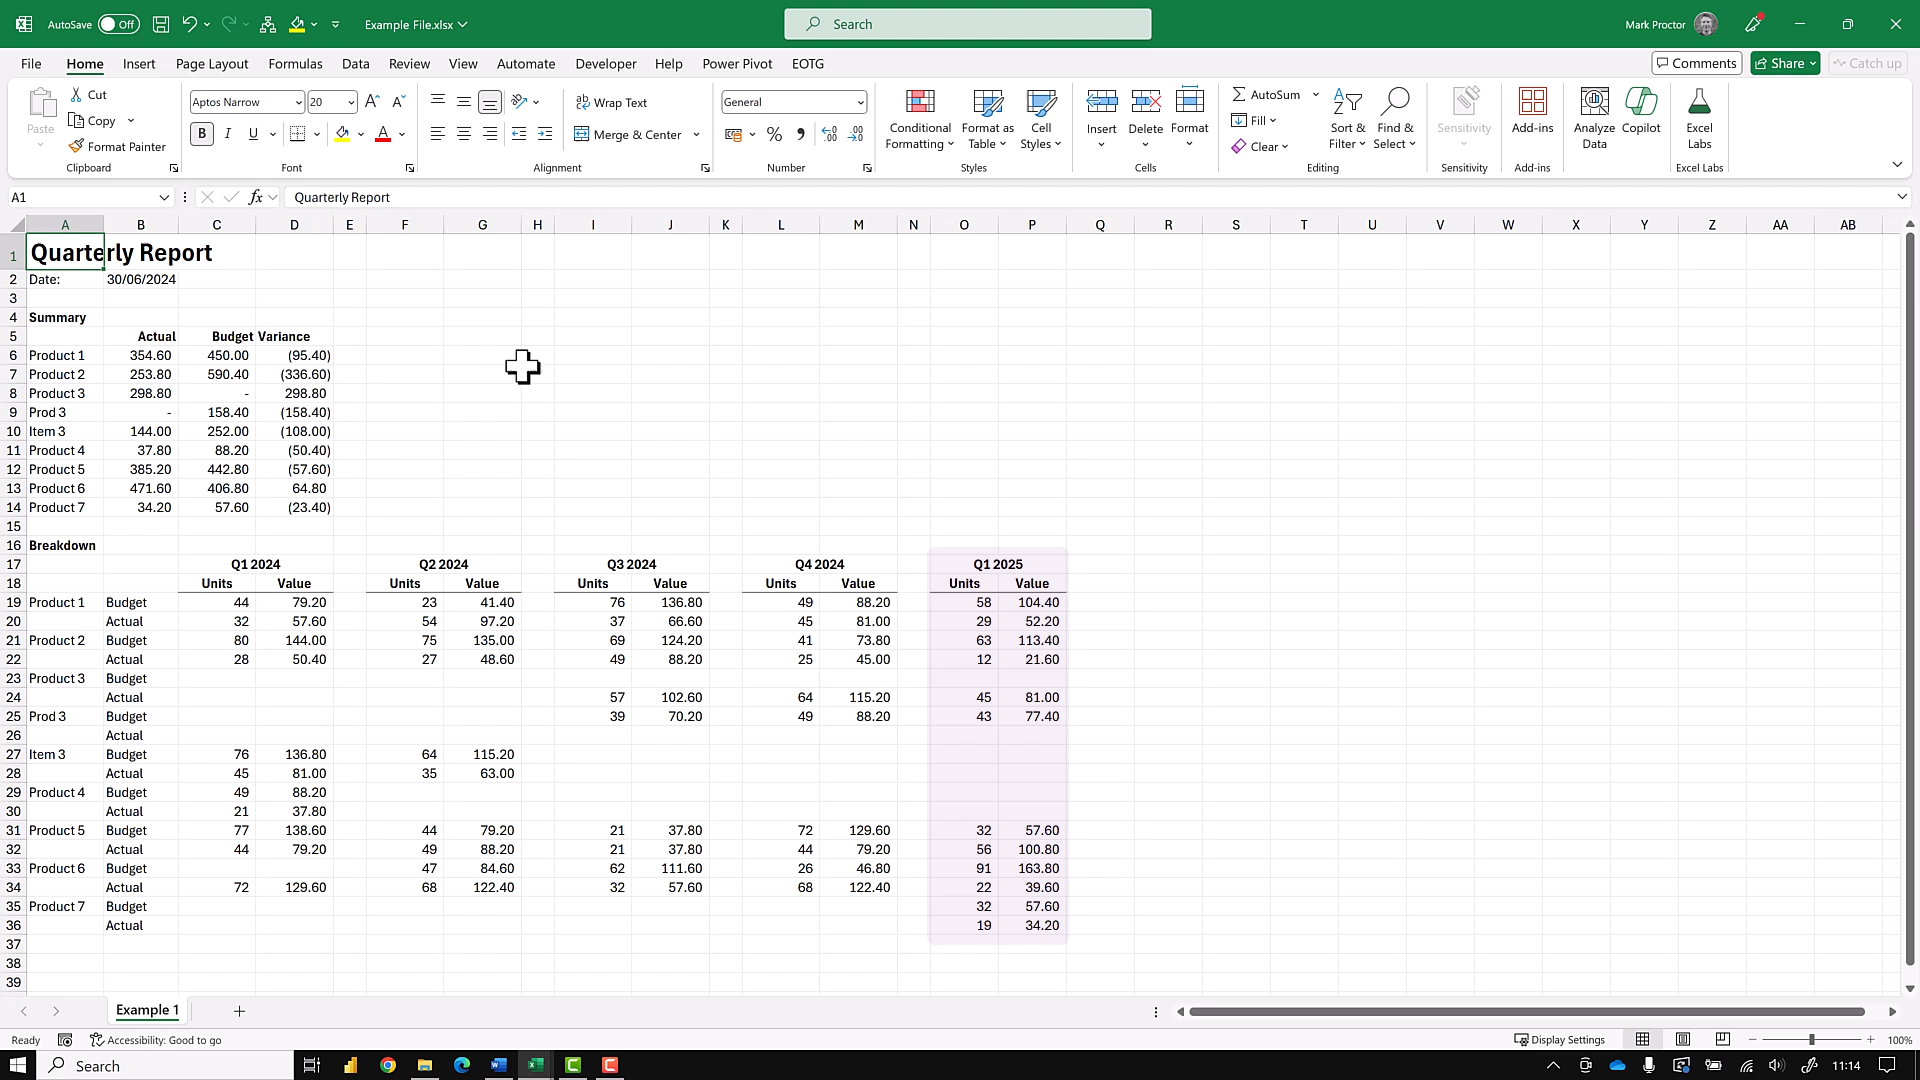 AutoSave Off Example File.xlsx Search Mark Proctor
File Home Insert Page Layout Formulas Data Review View Automate Developer Help Power Pivot EOTG Comments Share Catch up
Paste Cut Copy Format Painter Clipboard
Aptos Narrow 20 B I U Font
Wrap Text Merge & Center Alignment
General Number
Conditional Formatting Format as Table Cell Styles Styles
Insert Delete Format Cells
AutoSum Fill Clear Sort & Filter Find & Select Editing
Sensitivity Sensitivity
Add-ins Add-ins
Analyze Data Copilot
Excel Labs Excel Labs
A1 fx Quarterly Report
A B C D E F G H I J K L M N O P Q R S T U V W X Y Z AA AB
1 Quarterly Report
2 Date: 30/06/2024
3
4 Summary
5 Actual Budget Variance
6 Product 1 354.60 450.00 (95.40)
7 Product 2 253.80 590.40 (336.60)
8 Product 3 298.80 - 298.80
9 Prod 3 - 158.40 (158.40)
10 Item 3 144.00 252.00 (108.00)
11 Product 4 37.80 88.20 (50.40)
12 Product 5 385.20 442.80 (57.60)
13 Product 6 471.60 406.80 64.80
14 Product 7 34.20 57.60 (23.40)
15
16 Breakdown
17 Q1 2024 Q2 2024 Q3 2024 Q4 2024 Q1 2025
18 Units Value Units Value Units Value Units Value Units Value
19 Product 1 Budget 44 79.20 23 41.40 76 136.80 49 88.20 58 104.40
20 Actual 32 57.60 54 97.20 37 66.60 45 81.00 29 52.20
21 Product 2 Budget 80 144.00 75 135.00 69 124.20 41 73.80 63 113.40
22 Actual 28 50.40 27 48.60 49 88.20 25 45.00 12 21.60
23 Product 3 Budget
24 Actual 57 102.60 64 115.20 45 81.00
25 Prod 3 Budget 39 70.20 49 88.20 43 77.40
26 Actual
27 Item 3 Budget 76 136.80 64 115.20
28 Actual 45 81.00 35 63.00
29 Product 4 Budget 49 88.20
30 Actual 21 37.80
31 Product 5 Budget 77 138.60 44 79.20 21 37.80 72 129.60 32 57.60
32 Actual 44 79.20 49 88.20 21 37.80 44 79.20 56 100.80
33 Product 6 Budget 47 84.60 62 111.60 26 46.80 91 163.80
34 Actual 72 129.60 68 122.40 32 57.60 68 122.40 22 39.60
35 Product 7 Budget 32 57.60
36 Actual 19 34.20
37
38
39
Example 1
Ready Accessibility: Good to go Display Settings 100%
Search 11:14